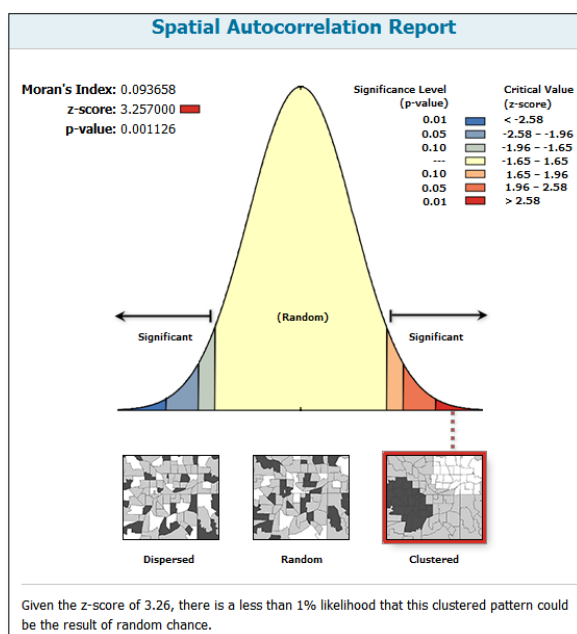 Spatial Autocorrelation Report
Moran's Index: 0.093658
z-score: 3.257000
p-value: 0.001126
Significance Level
(p-value)
Critical Value
(z-score)
0.01 < -2.58
0.05 -2.58 – -1.96
0.10 -1.96 – -1.65
--- -1.65 – 1.65
0.10 1.65 – 1.96
0.05 1.96 – 2.58
0.01 > 2.58
(Random)
Significant
Significant
Dispersed
Random
Clustered
Given the z-score of 3.26, there is a less than 1% likelihood that this clustered pattern could
be the result of random chance.